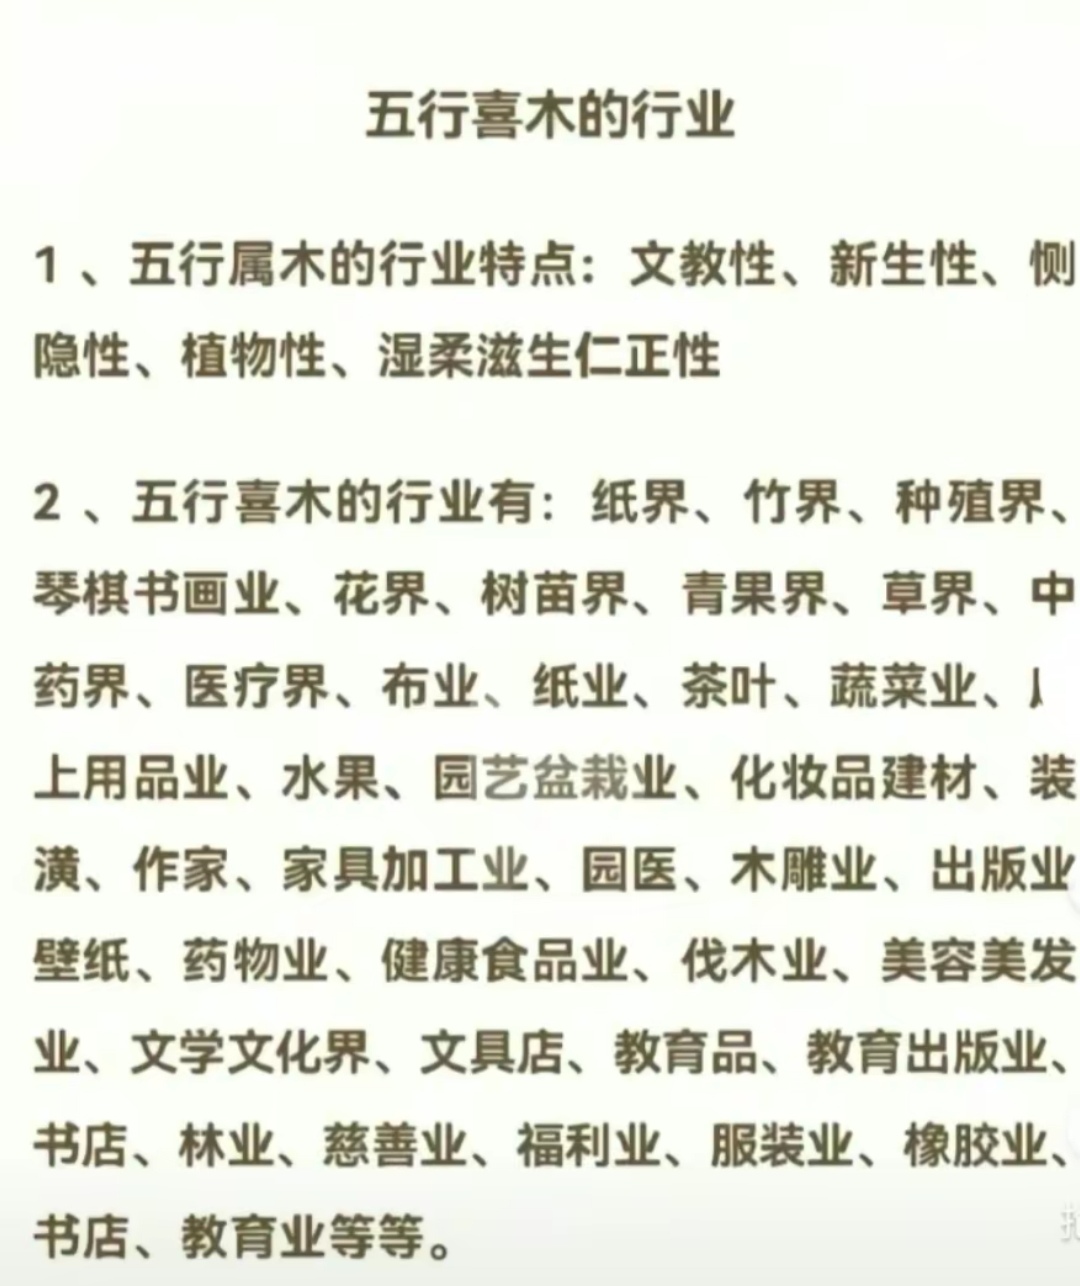 五行喜木的行业
1、五行属木的行业特点：文教性、新生性、恻
隐性、植物性、湿柔滋生仁正性
2、五行喜木的行业有：纸界、竹界、种殖界、
琴棋书画业、花界、树苗界、青果界、草界、中
药界、医疗界、布业、纸业、茶叶、蔬菜业、
上用品业、水果、园艺盆栽业、化妆品建材、装
潢、作家、家具加工业、园医、木雕业、出版业
壁纸、药物业、健康食品业、伐木业、美容美发
业、文学文化界、文具店、教育品、教育出版业、
书店、林业、慈善业、福利业、服装业、橡胶业、
书店、教育业等等。